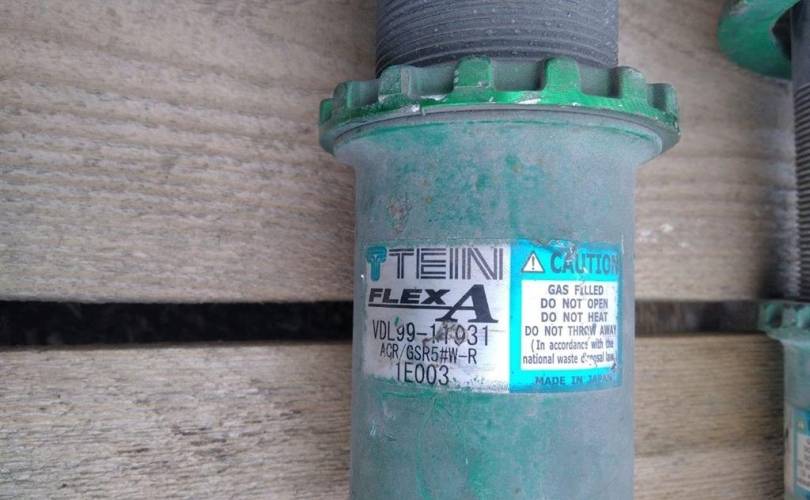 TEIN
FLEX A
VDL99-11031
ACR/GSR5#W-R
1E003
CAUTION
GAS FILLED
DO NOT OPEN
DO NOT HEAT
DO NOT THROW AWAY
(In accordance with the
national waste disposal law
MADE IN JAPAN